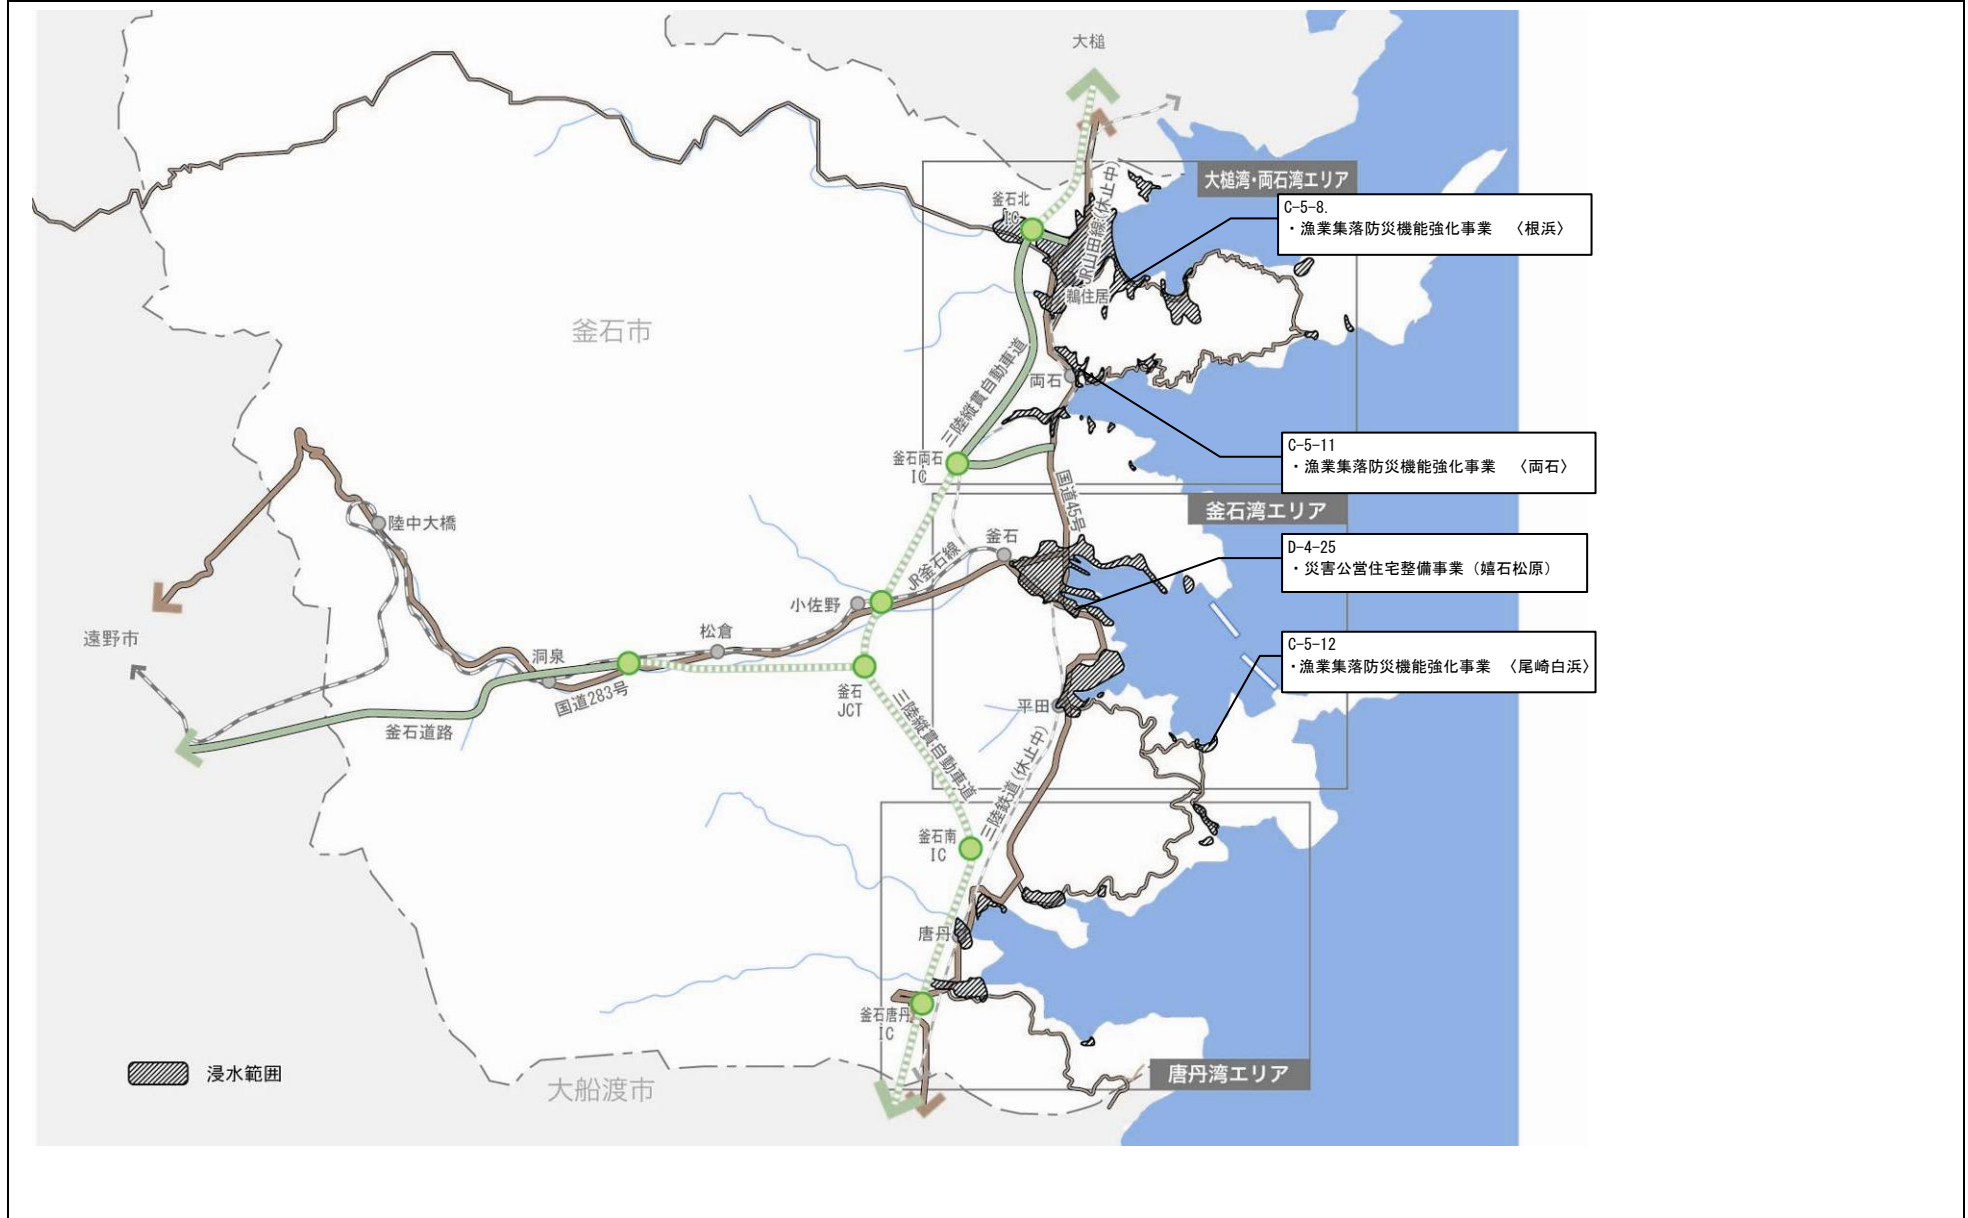 大槌
大槌湾・両石湾エリア
釜石北
IC
C-5-8.
・漁業集落防災機能強化事業 〈根浜〉
JR山田線(休止中)
鵜住居
釜石市
三陸縦貫自動車道
両石
C-5-11
・漁業集落防災機能強化事業 〈両石〉
釜石両石
IC
国道45号
釜石湾エリア
陸中大橋
釜石
D-4-25
・災害公営住宅整備事業（嬉石松原）
JR釜石線
小佐野
遠野市
松倉
C-5-12
・漁業集落防災機能強化事業 〈尾崎白浜〉
洞泉
国道283号
釜石
JCT
平田
釜石道路
三陸縦貫自動車道
三陸鉄道(休止中)
釜石南
IC
唐丹
釜石唐丹
IC
浸水範囲
大船渡市
唐丹湾エリア